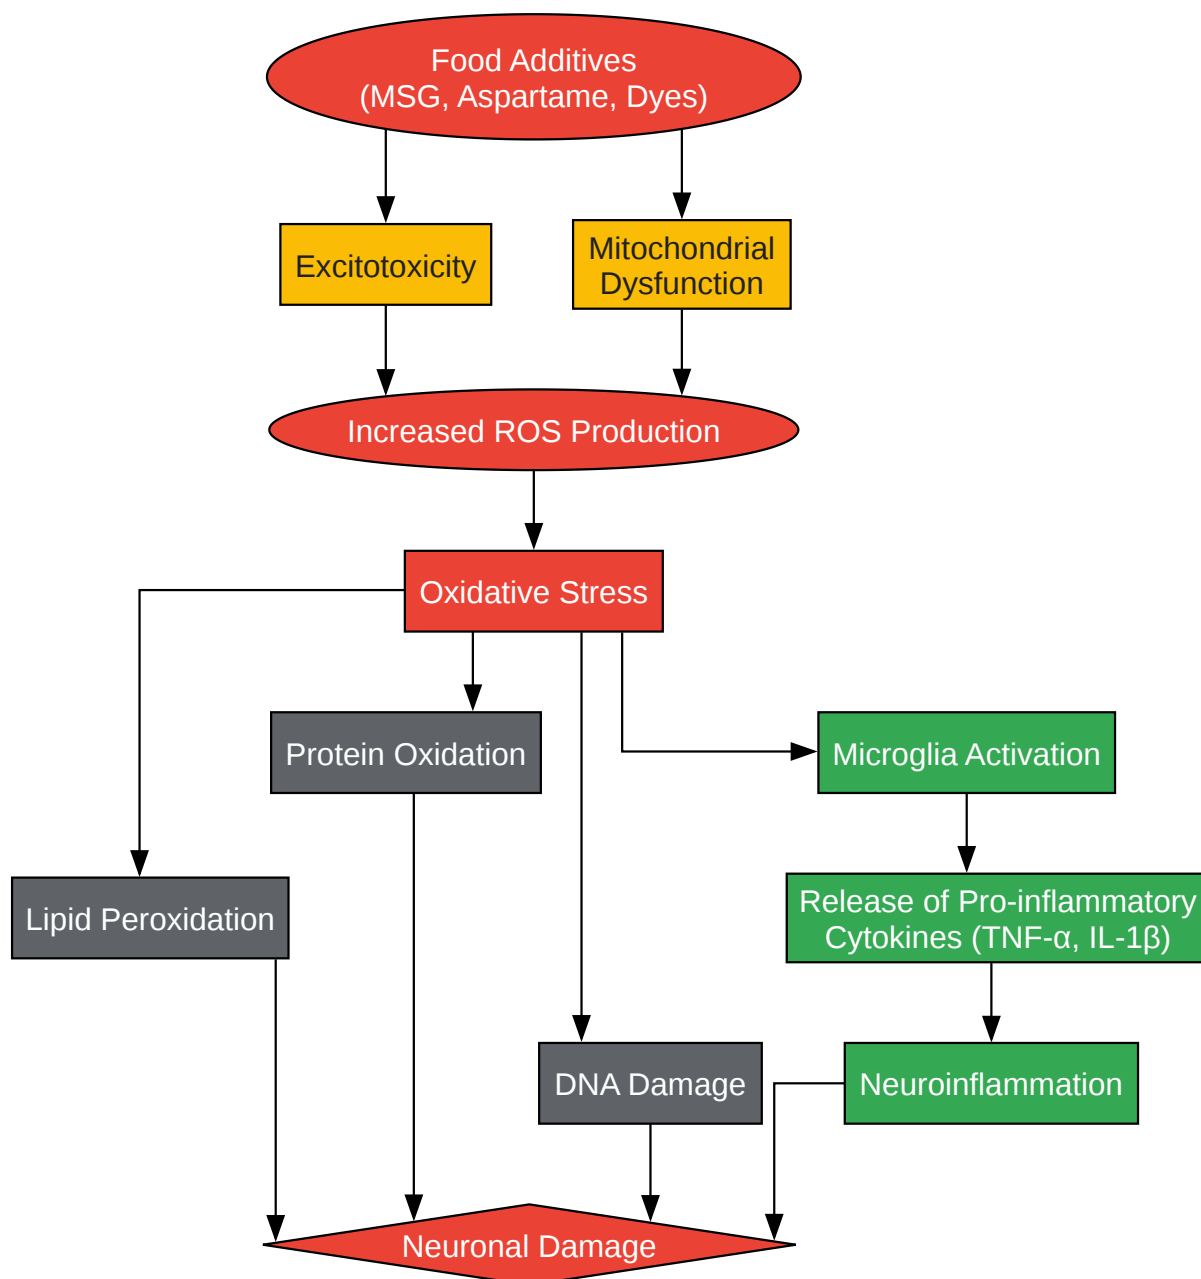 Food Additives
(MSG, Aspartame, Dyes)
Excitotoxicity
Mitochondrial
Dysfunction
Increased ROS Production
Oxidative Stress
Protein Oxidation
Microglia Activation
Lipid Peroxidation
Release of Pro-inflammatory
Cytokines (TNF-α, IL-1β)
DNA Damage
Neuroinflammation
Neuronal Damage